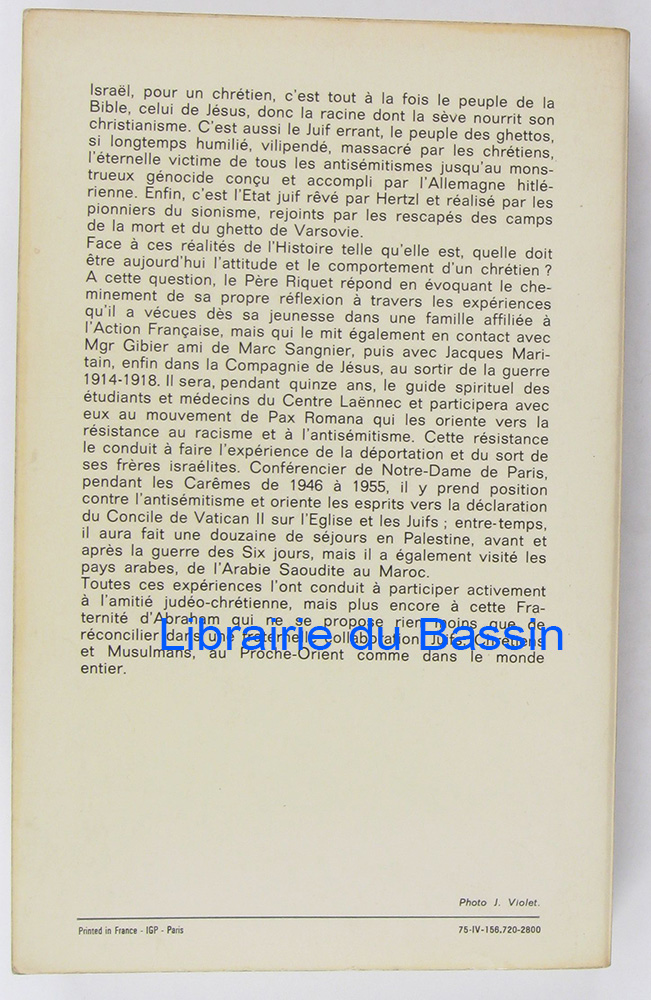 Israël, pour un chrétien, c'est tout à la fois le peuple de la
Bible, celui de Jésus, donc la racine dont la sève nourrit son
christianisme. C'est aussi le Juif errant, le peuple des ghettos,
si longtemps humilié, vilipendé, massacré par les chrétiens,
l'éternelle victime de tous les antisémitismes jusqu'au mons-
trueux génocide conçu et accompli par l'Allemagne hitlé-
rienne. Enfin, c'est l'Etat juif rêvé par Hertzl et réalisé par les
pionniers du sionisme, rejoints par les rescapés des camps
de la mort et du ghetto de Varsovie.
Face à ces réalités de l'Histoire telle qu'elle est, quelle doit
être aujourd'hui l'attitude et le comportement d'un chrétien ?
A cette question, le Père Riquet répond en évoquant le che-
minement de sa propre réflexion à travers les expériences
qu'il a vécues dès sa jeunesse dans une famille affiliée à
l'Action Française, mais qui le mit également en contact avec
Mgr Gibier ami de Marc Sangnier, puis avec Jacques Mari-
tain, enfin dans la Compagnie de Jésus, au sortir de la guerre
1914-1918. Il sera, pendant quinze ans, le guide spirituel des
étudiants et médecins du Centre Laënnec et participera avec
eux au mouvement de Pax Romana qui les oriente vers la
résistance au racisme et à l'antisémitisme. Cette résistance
le conduit à faire l'expérience de la déportation et du sort de
ses frères israélites. Conférencier de Notre-Dame de Paris,
pendant les Carêmes de 1946 à 1955, il y prend position
contre l'antisémitisme et oriente les esprits vers la déclaration
du Concile de Vatican II sur l'Eglise et les Juifs ; entre-temps,
il aura fait une douzaine de séjours en Palestine, avant et
après la guerre des Six jours, mais il a également visité les
pays arabes, de l'Arabie Saoudite au Maroc.
Toutes ces expériences l'ont conduit à participer activement
à l'amitié judéo-chrétienne, mais plus encore à cette Fra-
ternité d'Abraham qui ne se propose rien moins que de
réconcilier dans une fraternelle collaboration Juifs, Chrétiens
et Musulmans, au Proche-Orient comme dans le monde
entier.
Librairie du Bassin
Photo J. Violet.
Printed in France - IGP - Paris
75-IV-156.720-2800